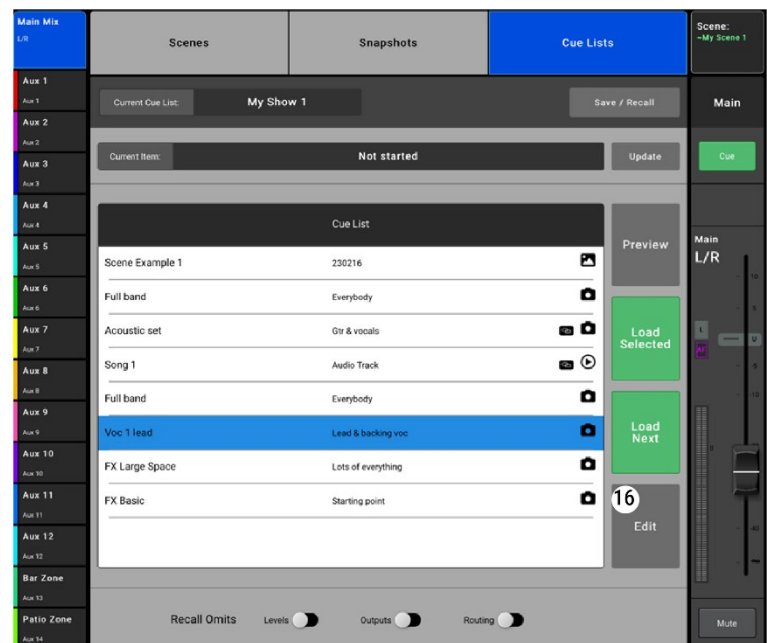 Main Mix
L/R
Scenes
Snapshots
Cue Lists
Scene:
~My Scene 1
Aux 1
Aux 1
Aux 2
Aux 2
Aux 3
Aux 3
Aux 4
Aux 4
Aux 5
Aux 5
Aux 6
Aux 6
Aux 7
Aux 7
Aux 8
Aux 8
Aux 9
Aux 9
Aux 10
Aux 10
Aux 11
Aux 11
Aux 12
Aux 12
Bar Zone
Aux 13
Patio Zone
Aux 14
Current Cue List: My Show 1 Save / Recall
Current Item: Not started Update
Cue List
Scene Example 1 230216
Full band Everybody
Acoustic set Gtr & vocals
Song 1 Audio Track
Full band Everybody
Voc 1 lead Lead & backing voc
FX Large Space Lots of everything
FX Basic Starting point
Preview
Load
Selected
Load
Next
16
Edit
Recall Omits Levels Outputs Routing
Main
Cue
Main
L/R
10
5
L
U
5
10
40
Mute